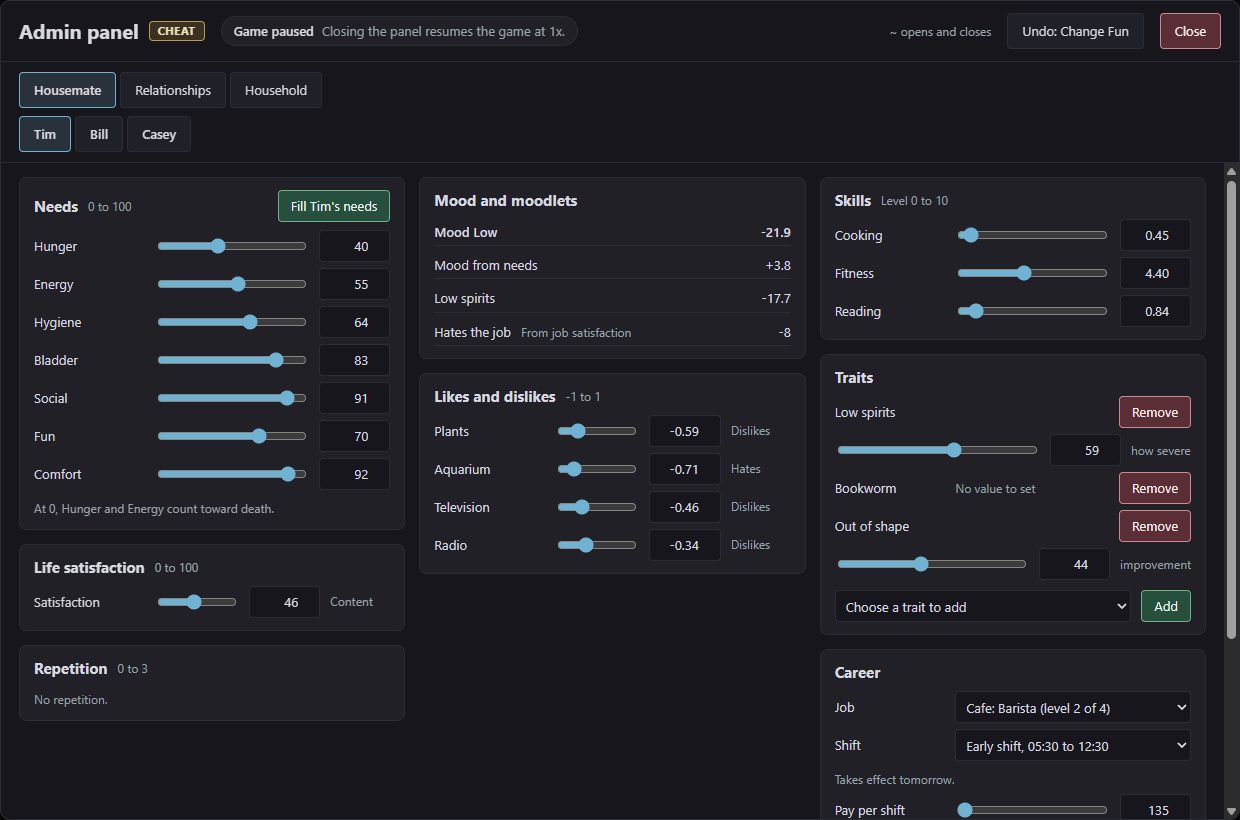 Admin panel CHEAT Game paused Closing the panel resumes the game at 1x. ~ opens and closes Undo: Change Fun Close
Housemate Relationships Household
Tim Bill Casey
Needs 0 to 100 Fill Tim's needs
Hunger 40
Energy 55
Hygiene 64
Bladder 83
Social 91
Fun 70
Comfort 92
At 0, Hunger and Energy count toward death.
Life satisfaction 0 to 100
Satisfaction 46 Content
Repetition 0 to 3
No repetition.
Mood and moodlets
Mood Low -21.9
Mood from needs +3.8
Low spirits -17.7
Hates the job From job satisfaction -8
Likes and dislikes -1 to 1
Plants -0.59 Dislikes
Aquarium -0.71 Hates
Television -0.46 Dislikes
Radio -0.34 Dislikes
Skills Level 0 to 10
Cooking 0.45
Fitness 4.40
Reading 0.84
Traits
Low spirits Remove
59 how severe
Bookworm No value to set Remove
Out of shape Remove
44 improvement
Choose a trait to add Add
Career
Job Cafe: Barista (level 2 of 4)
Shift Early shift, 05:30 to 12:30
Takes effect tomorrow.
Pay per shift 135